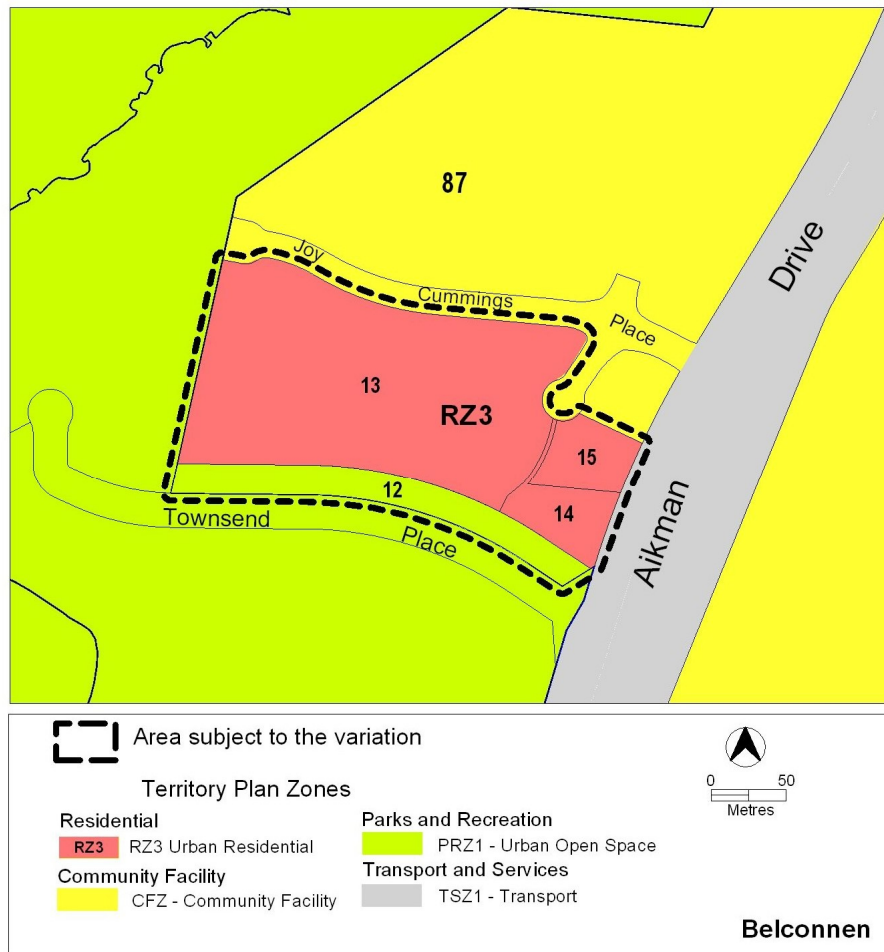 87
Drive
Joy
Cummings
Place
13
RZ3
15
12
14
Townsend
Place
Aikman
Area subject to the variation
Territory Plan Zones
Residential
RZ3 RZ3 Urban Residential
Community Facility
CFZ - Community Facility
Parks and Recreation
PRZ1 - Urban Open Space
Transport and Services
TSZ1 - Transport
0 50
Metres
Belconnen